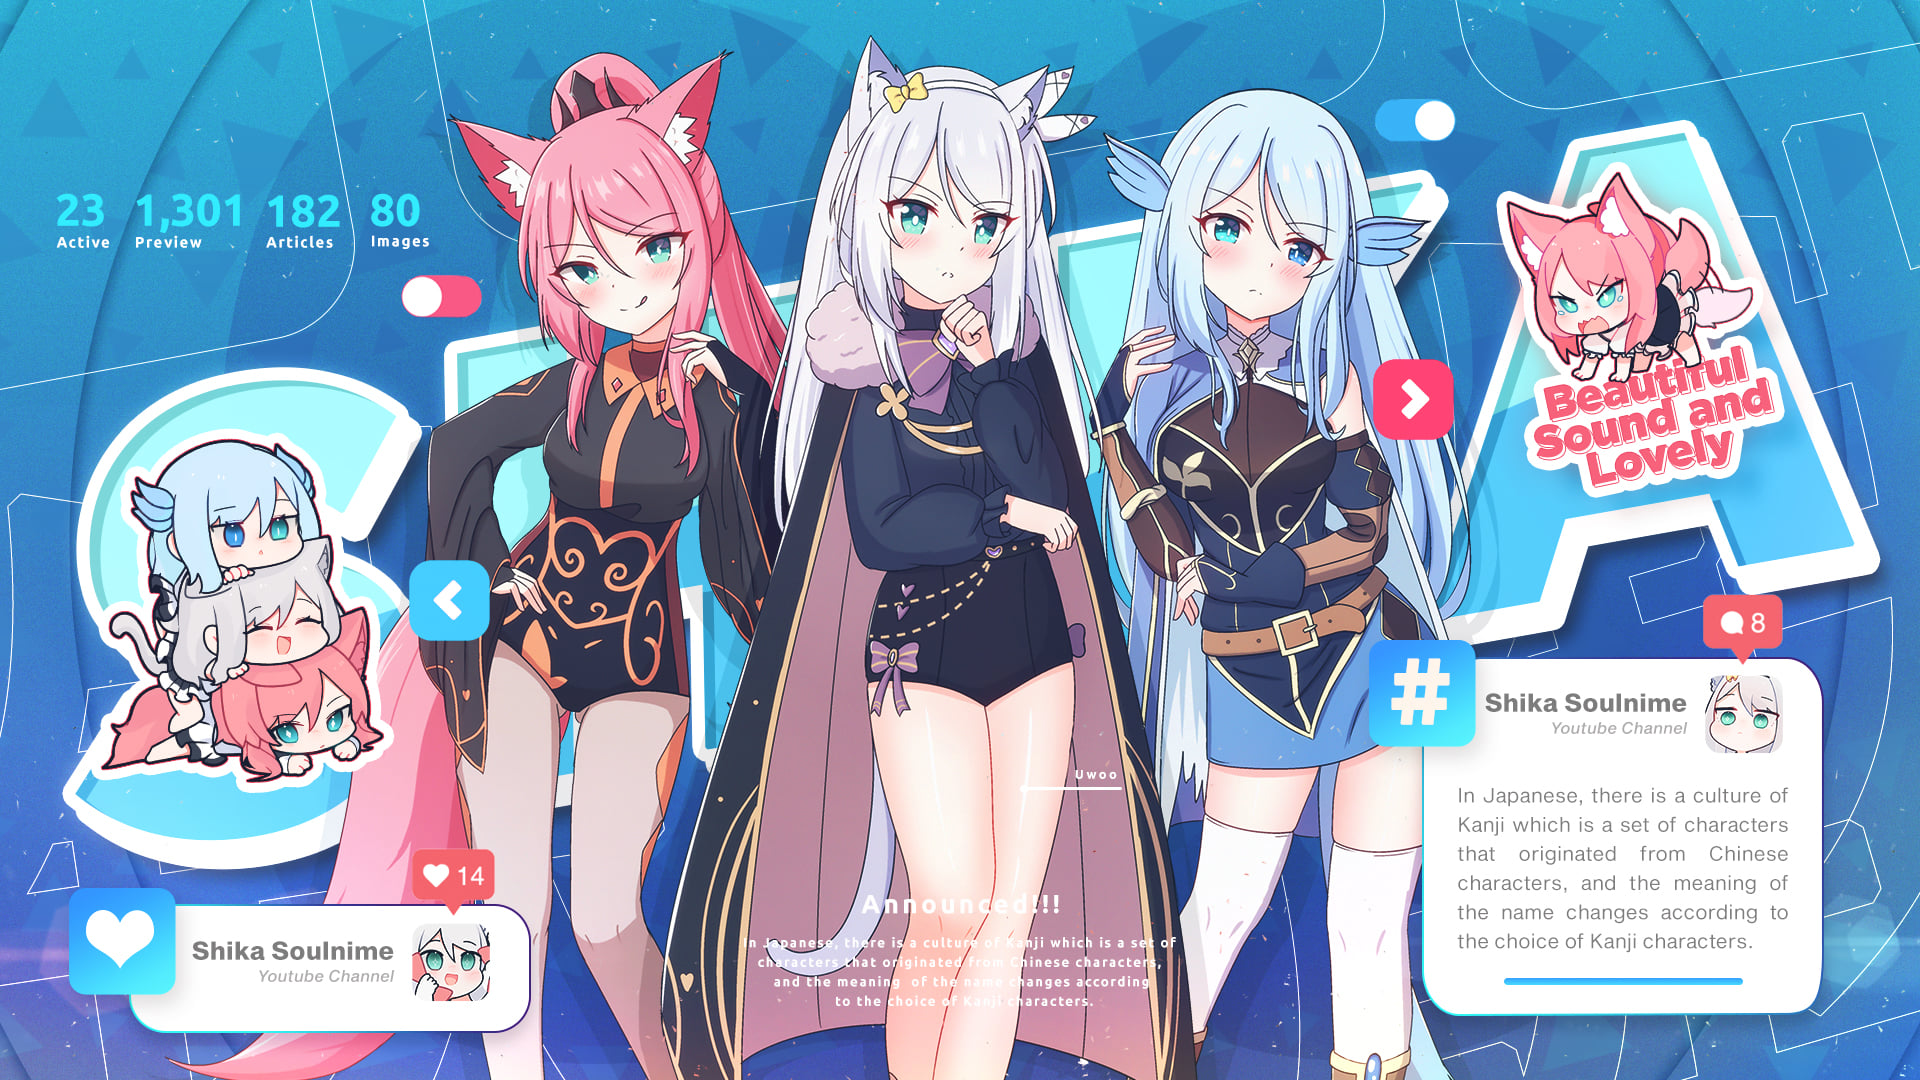 23 1,301 182 80
Active Preview Articles Images
Beautiful
Sound and
Lovely
8
#
Shika Soulnime
Youtube Channel
In Japanese, there is a culture of
Kanji which is a set of characters
that originated from Chinese
characters, and the meaning of
the name changes according to
the choice of Kanji characters.
Uwoo
14
Shika Soulnime
Youtube Channel
Announced!!!
In Japanese, there is a culture of Kanji which is a set of
characters that originated from Chinese characters,
and the meaning of the name changes according
to the choice of Kanji characters.